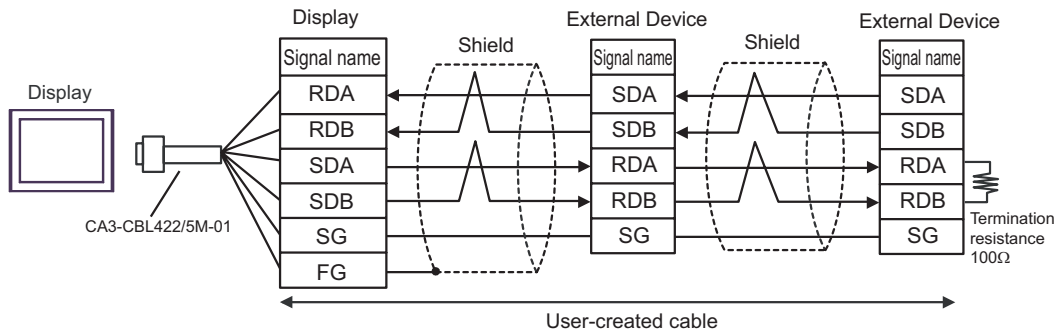 Display
External Device
External Device
Shield
Shield
Signal name
Signal name
Signal name
Display
RDA
SDA
SDA
RDB
SDB
SDB
SDA
RDA
RDA
SDB
RDB
RDB
CA3-CBL422/5M-01
SG
SG
SG
Termination
resistance
100Ω
FG
User-created cable